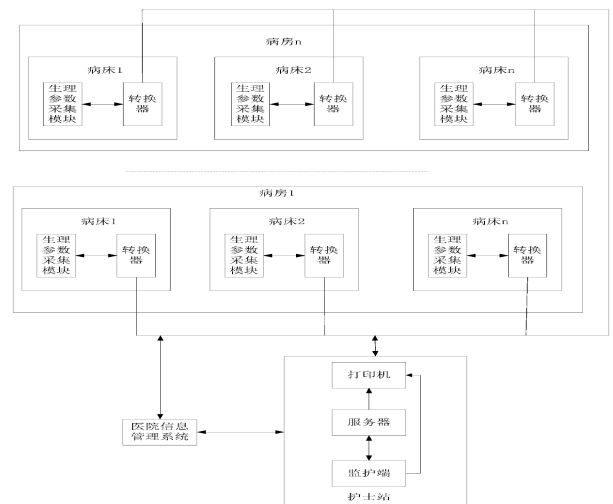 病房n
病床1
病床2
病床n
生理
参数
采集
模块
转换
器
生理
参数
采集
模块
转换
器
生理
参数
采集
模块
转换
器
病房1
病床1
病床2
病床n
生理
参数
采集
模块
转换
器
生理
参数
采集
模块
转换
器
生理
参数
采集
模块
转换
器
打印机
医院信息
管理系统
服务器
监护端
护士站